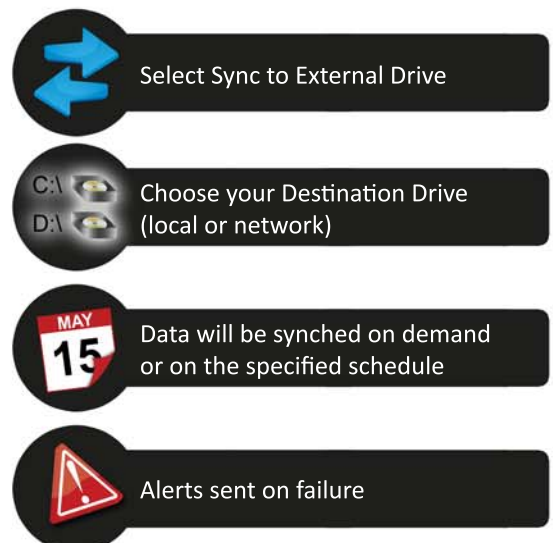 Select Sync to External Drive
C:\
D:\
Choose your Destination Drive
(local or network)
MAY
15
Data will be synched on demand
or on the specified schedule
Alerts sent on failure